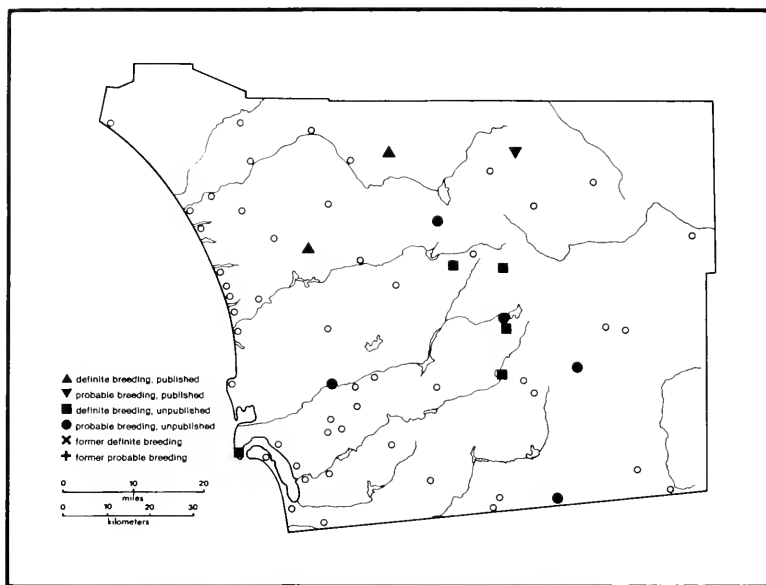 definite breeding, published
probable breeding, published
definite breeding, unpublished
probable breeding, unpublished
former definite breeding
former probable breeding
0 10 20
miles
0 10 20 30
kilometers